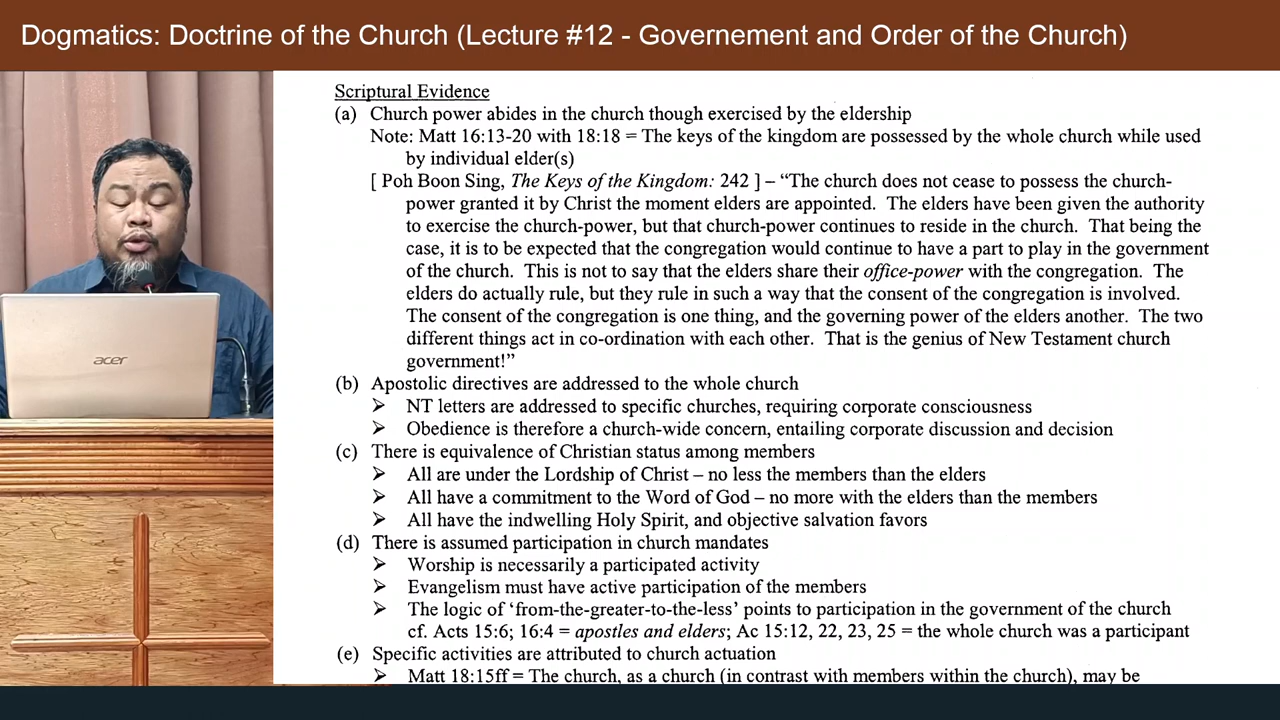 Dogmatics: Doctrine of the Church (Lecture #12 - Governement and Order of the Church)
Scriptural Evidence
(a) Church power abides in the church though exercised by the eldership
Note: Matt 16:13-20 with 18:18 = The keys of the kingdom are possessed by the whole church while used
by individual elder(s)
[ Poh Boon Sing, The Keys of the Kingdom: 242 ] – “The church does not cease to possess the church-
power granted it by Christ the moment elders are appointed. The elders have been given the authority
to exercise the church-power, but that church-power continues to reside in the church. That being the
case, it is to be expected that the congregation would continue to have a part to play in the government
of the church. This is not to say that the elders share their office-power with the congregation. The
elders do actually rule, but they rule in such a way that the consent of the congregation is involved.
The consent of the congregation is one thing, and the governing power of the elders another. The two
different things act in co-ordination with each other. That is the genius of New Testament church
government!”
(b) Apostolic directives are addressed to the whole church
➢ NT letters are addressed to specific churches, requiring corporate consciousness
➢ Obedience is therefore a church-wide concern, entailing corporate discussion and decision
(c) There is equivalence of Christian status among members
➢ All are under the Lordship of Christ – no less the members than the elders
➢ All have a commitment to the Word of God – no more with the elders than the members
➢ All have the indwelling Holy Spirit, and objective salvation favors
(d) There is assumed participation in church mandates
➢ Worship is necessarily a participated activity
➢ Evangelism must have active participation of the members
➢ The logic of ‘from-the-greater-to-the-less’ points to participation in the government of the church
cf. Acts 15:6; 16:4 = apostles and elders; Ac 15:12, 22, 23, 25 = the whole church was a participant
(e) Specific activities are attributed to church actuation
➢ Matt 18:15ff = The church, as a church (in contrast with members within the church), may be
acer